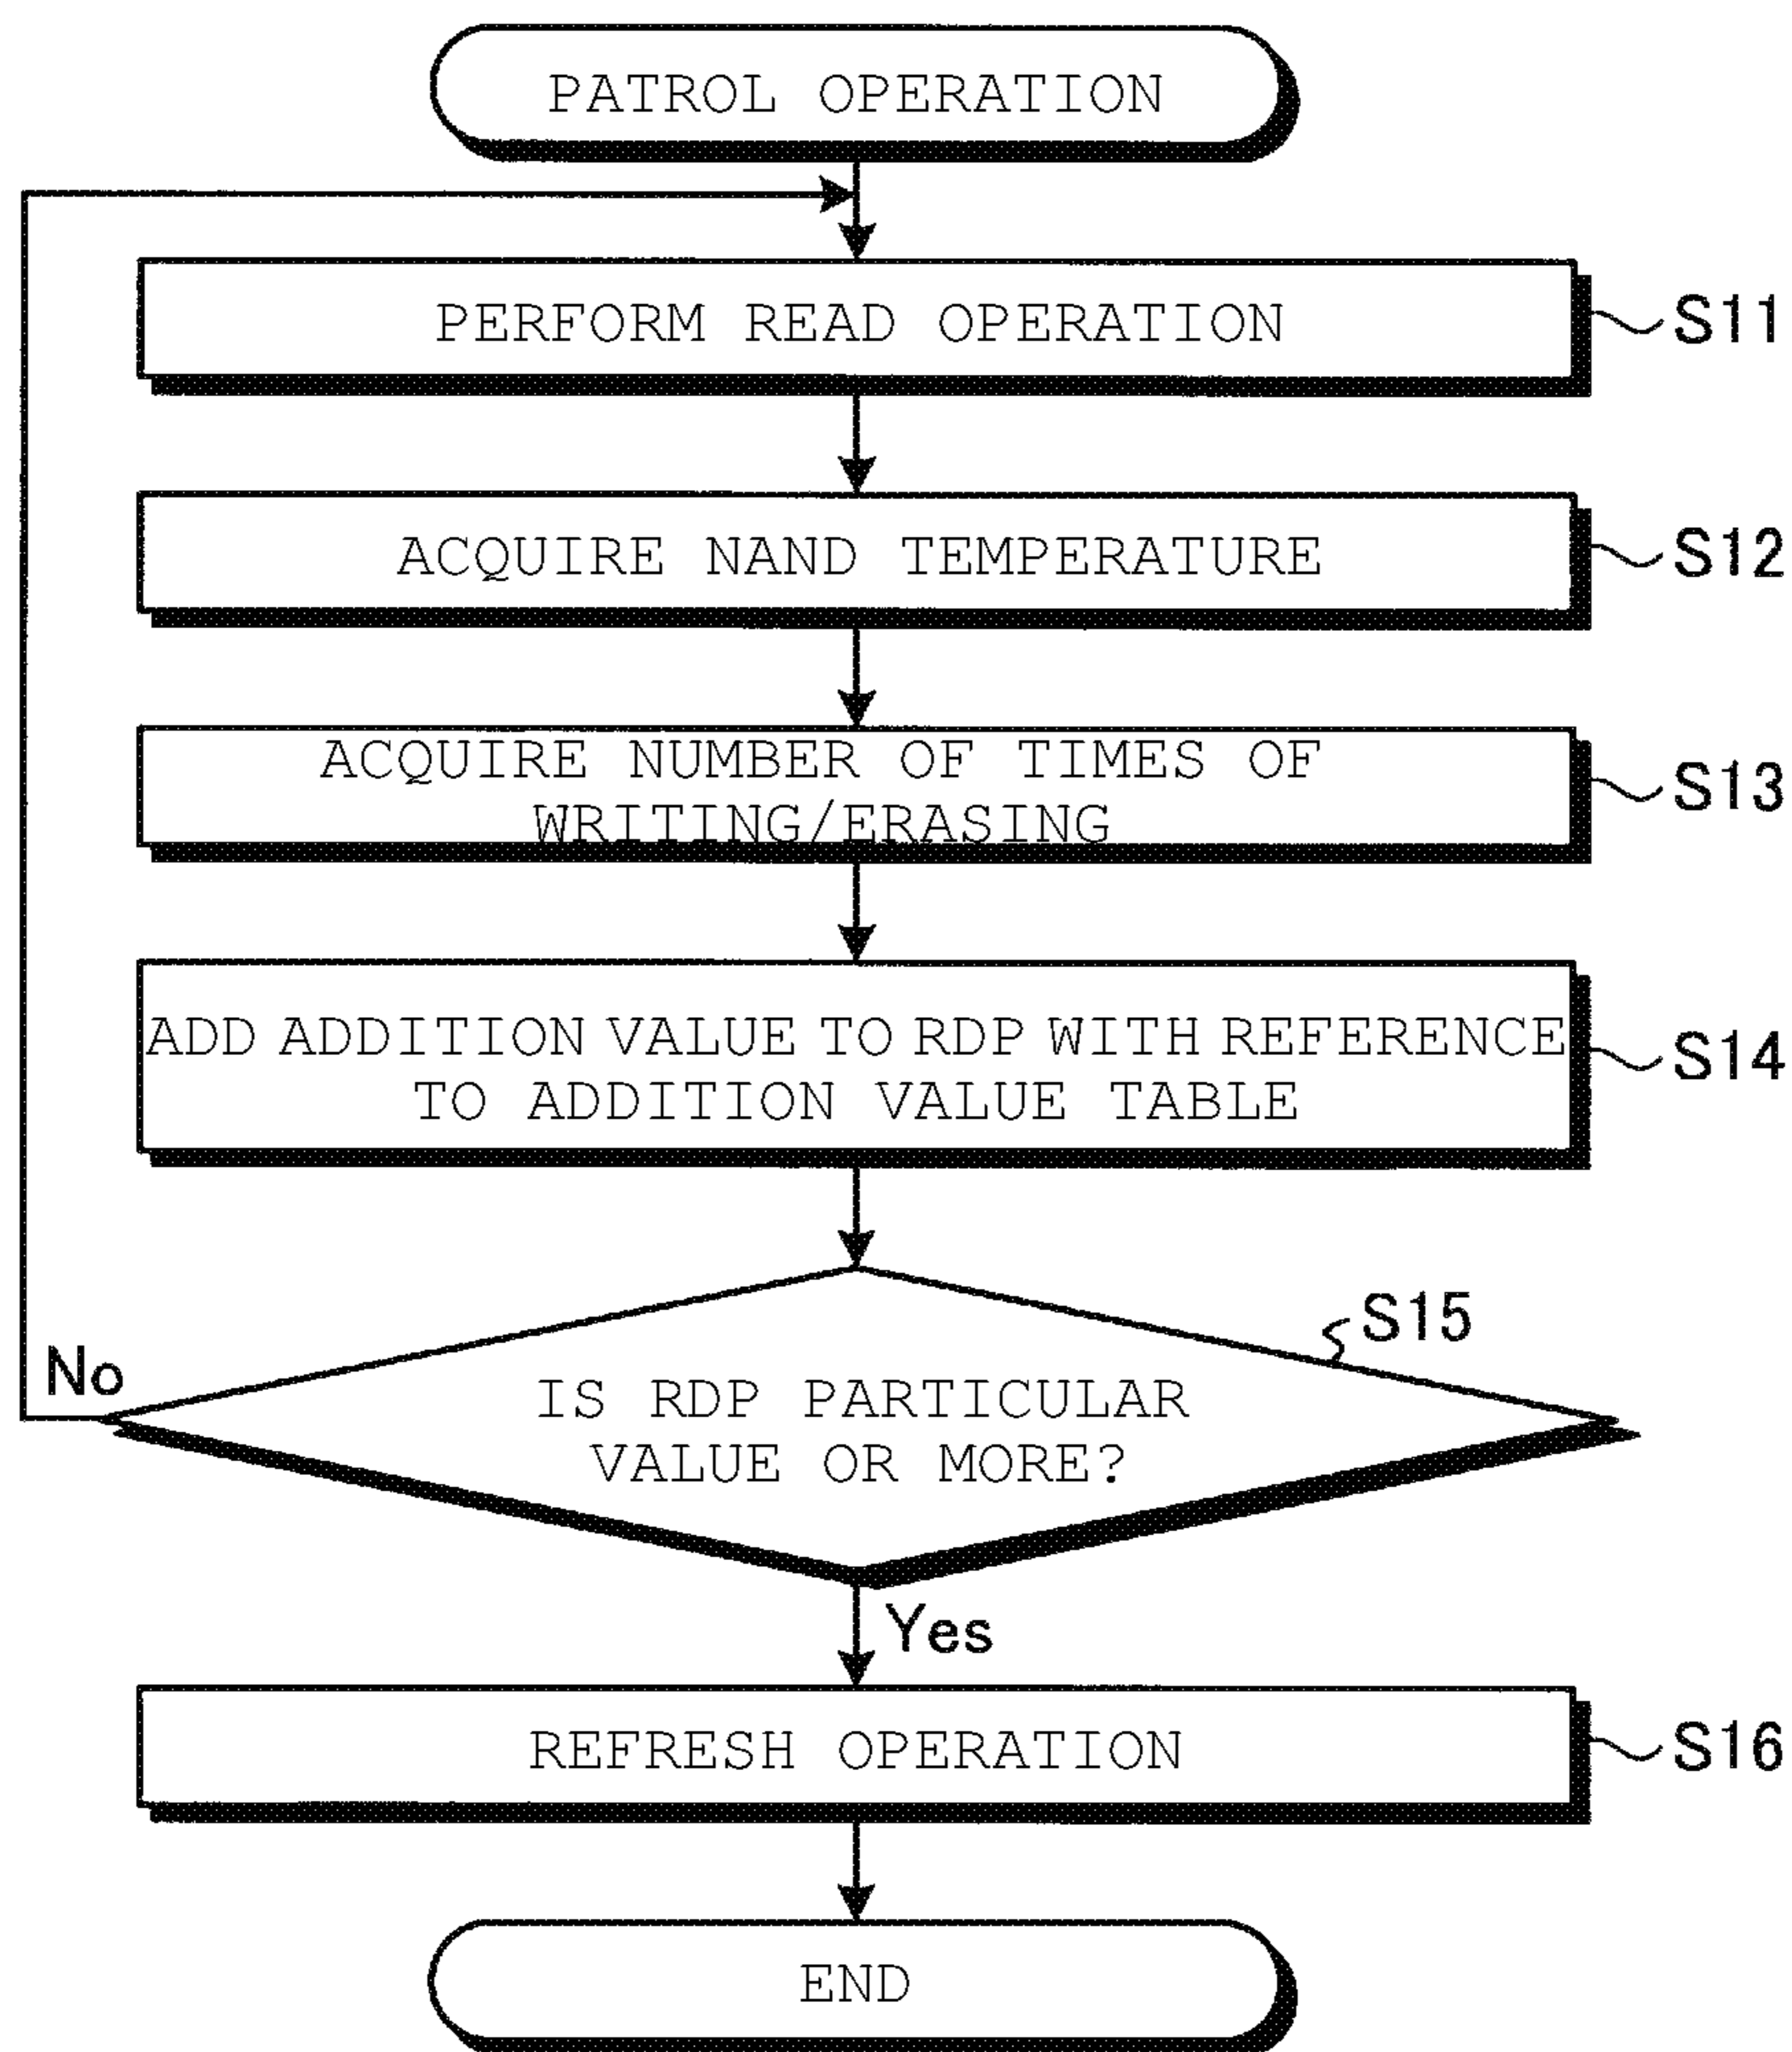 PATROL OPERATION
PERFORM READ OPERATION
S11
ACQUIRE NAND TEMPERATURE
S12
ACQUIRE NUMBER OF TIMES OF
WRITING/ERASING
S13
ADD ADDITION VALUE TO RDP WITH REFERENCE
TO ADDITION VALUE TABLE
S14
S15
No
IS RDP PARTICULAR
VALUE OR MORE?
Yes
REFRESH OPERATION
S16
END